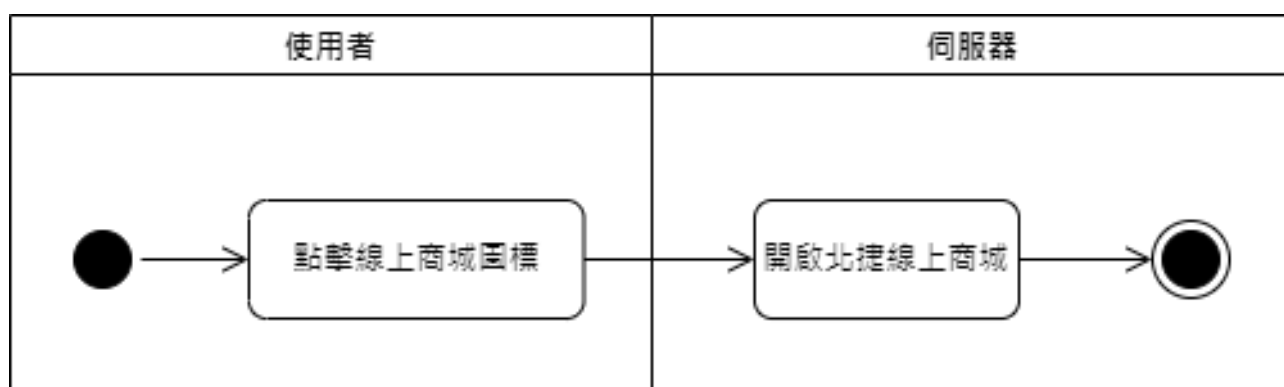 使用者
伺服器
點擊線上商城圖標
開啟北捷線上商城